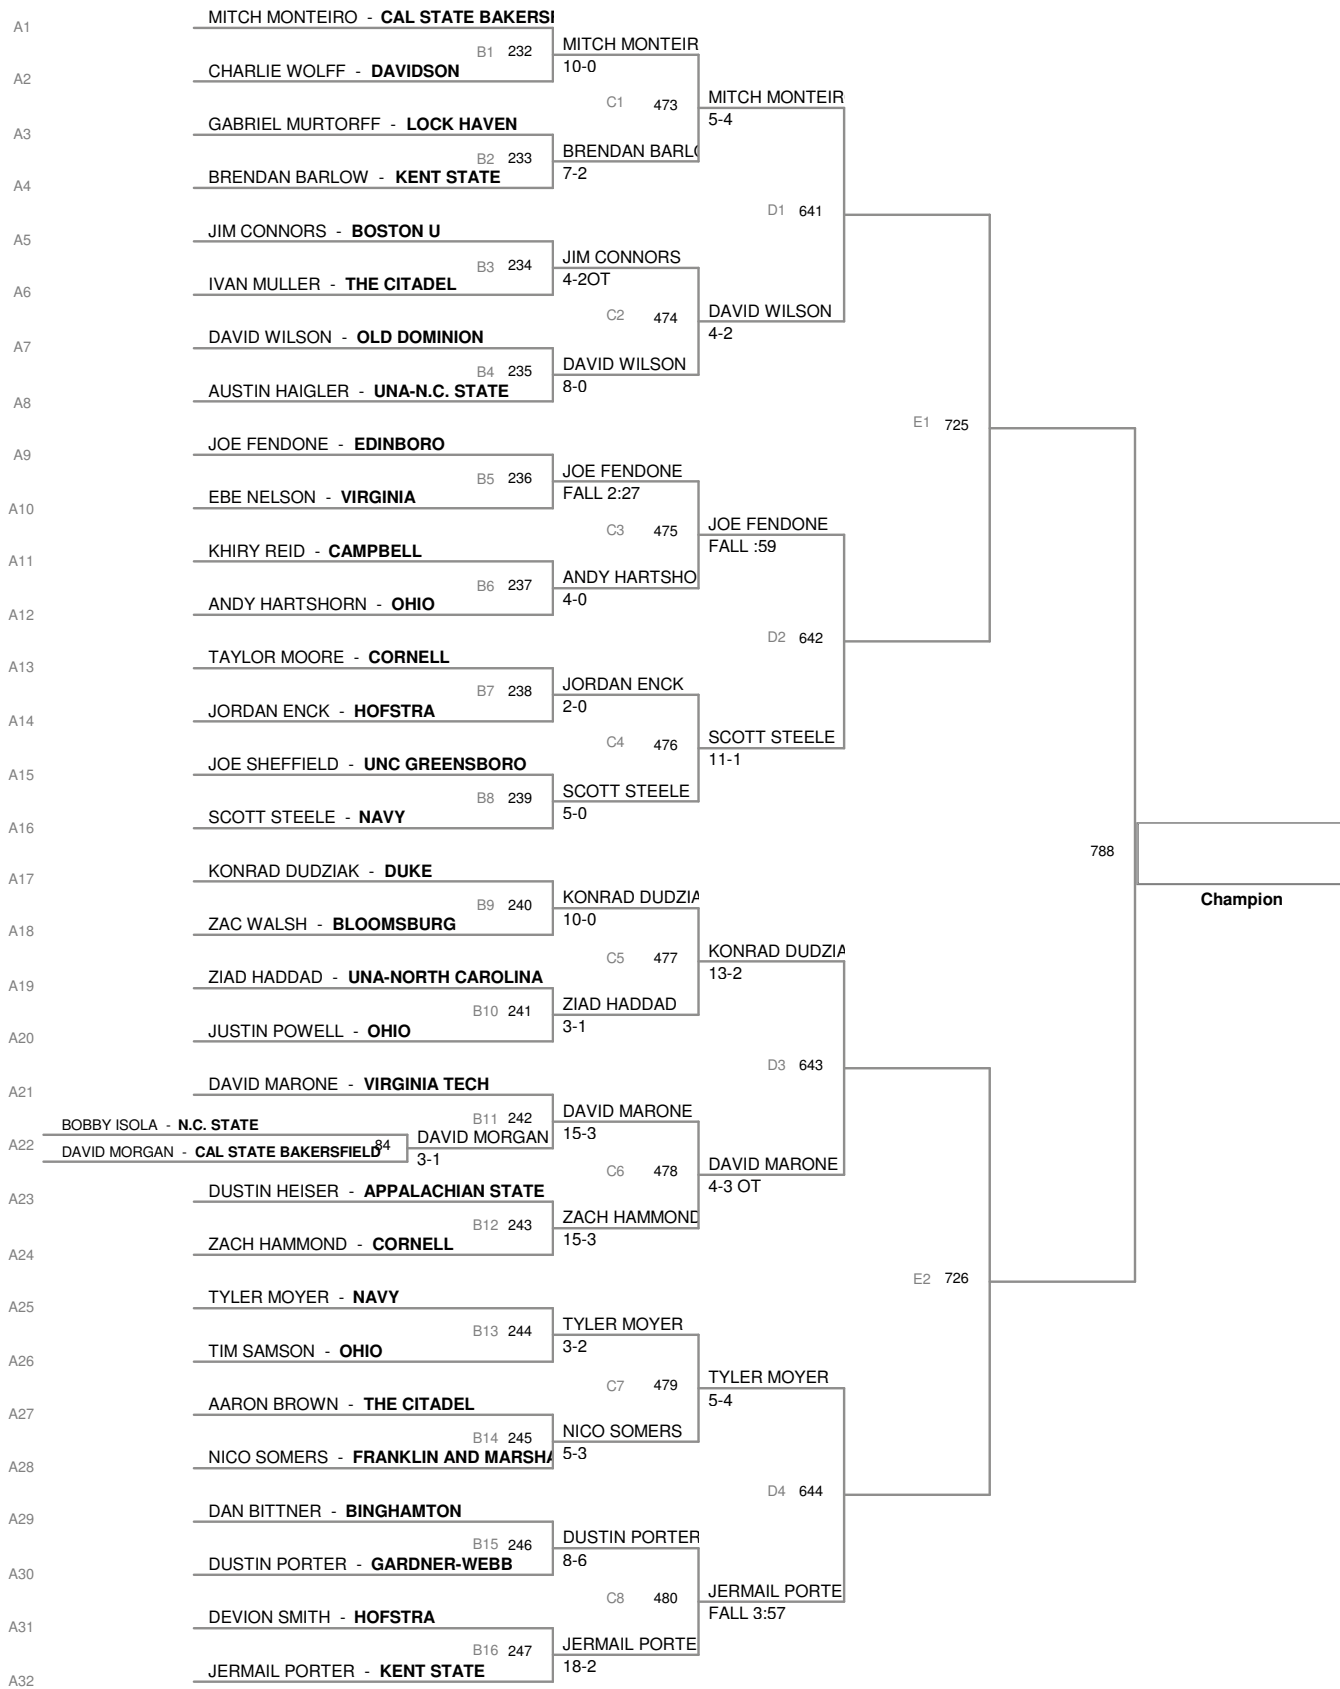 MITCH MONTEIRO - CAL STATE BAKERSF
A1
B1 232
MITCH MONTEIR
10-0
CHARLIE WOLFF - DAVIDSON
A2
C1 473
MITCH MONTEIR
5-4
GABRIEL MURTORFF - LOCK HAVEN
A3
B2 233
BRENDAN BARLO
7-2
BRENDAN BARLOW - KENT STATE
A4
D1 641
JIM CONNORS - BOSTON U
A5
B3 234
JIM CONNORS
4-2OT
IVAN MULLER - THE CITADEL
A6
C2 474
DAVID WILSON
4-2
DAVID WILSON - OLD DOMINION
A7
B4 235
DAVID WILSON
8-0
AUSTIN HAIGLER - UNA-N.C. STATE
A8
E1 725
JOE FENDONE - EDINBORO
A9
B5 236
JOE FENDONE
FALL 2:27
EBE NELSON - VIRGINIA
A10
C3 475
JOE FENDONE
FALL :59
KHIRY REID - CAMPBELL
A11
B6 237
ANDY HARTSHO
4-0
ANDY HARTSHORN - OHIO
A12
D2 642
TAYLOR MOORE - CORNELL
A13
B7 238
JORDAN ENCK
2-0
JORDAN ENCK - HOFSTRA
A14
C4 476
SCOTT STEELE
11-1
JOE SHEFFIELD - UNC GREENSBORO
A15
B8 239
SCOTT STEELE
5-0
SCOTT STEELE - NAVY
A16
788
Champion
KONRAD DUDZIAK - DUKE
A17
B9 240
KONRAD DUDZIA
10-0
ZAC WALSH - BLOOMSBURG
A18
C5 477
KONRAD DUDZIA
13-2
ZIAD HADDAD - UNA-NORTH CAROLINA
A19
B10 241
ZIAD HADDAD
3-1
JUSTIN POWELL - OHIO
A20
D3 643
DAVID MARONE - VIRGINIA TECH
A21
B11 242
DAVID MARONE
15-3
BOBBY ISOLA - N.C. STATE
A22
DAVID MORGAN - CAL STATE BAKERSFIELD
84
DAVID MORGAN
3-1
C6 478
DAVID MARONE
4-3 OT
DUSTIN HEISER - APPALACHIAN STATE
A23
B12 243
ZACH HAMMOND
15-3
ZACH HAMMOND - CORNELL
A24
E2 726
TYLER MOYER - NAVY
A25
B13 244
TYLER MOYER
3-2
TIM SAMSON - OHIO
A26
C7 479
TYLER MOYER
5-4
AARON BROWN - THE CITADEL
A27
B14 245
NICO SOMERS
5-3
NICO SOMERS - FRANKLIN AND MARSHA
A28
D4 644
DAN BITTNER - BINGHAMTON
A29
B15 246
DUSTIN PORTER
8-6
DUSTIN PORTER - GARDNER-WEBB
A30
C8 480
JERMAIL PORTE
FALL 3:57
DEVION SMITH - HOFSTRA
A31
B16 247
JERMAIL PORTE
18-2
JERMAIL PORTER - KENT STATE
A32